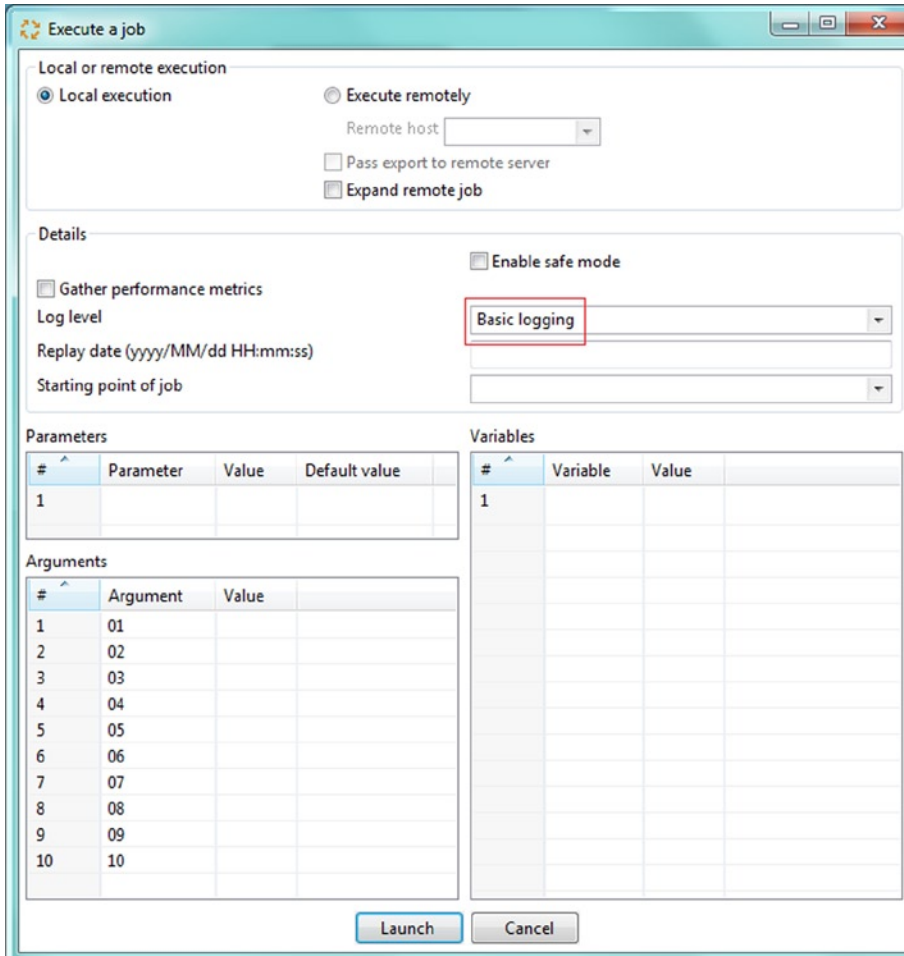 Execute a job
Local or remote execution
Local execution
Execute remotely
Remote host
Pass export to remote server
Expand remote job
Details
Enable safe mode
Gather performance metrics
Log level
Basic logging
Replay date (yyyy/MM/dd HH:mm:ss)
Starting point of job
Parameters
# Parameter Value Default value
1
Variables
# Variable Value
1
Arguments
# Argument Value
1 01
2 02
3 03
4 04
5 05
6 06
7 07
8 08
9 09
10 10
Launch Cancel